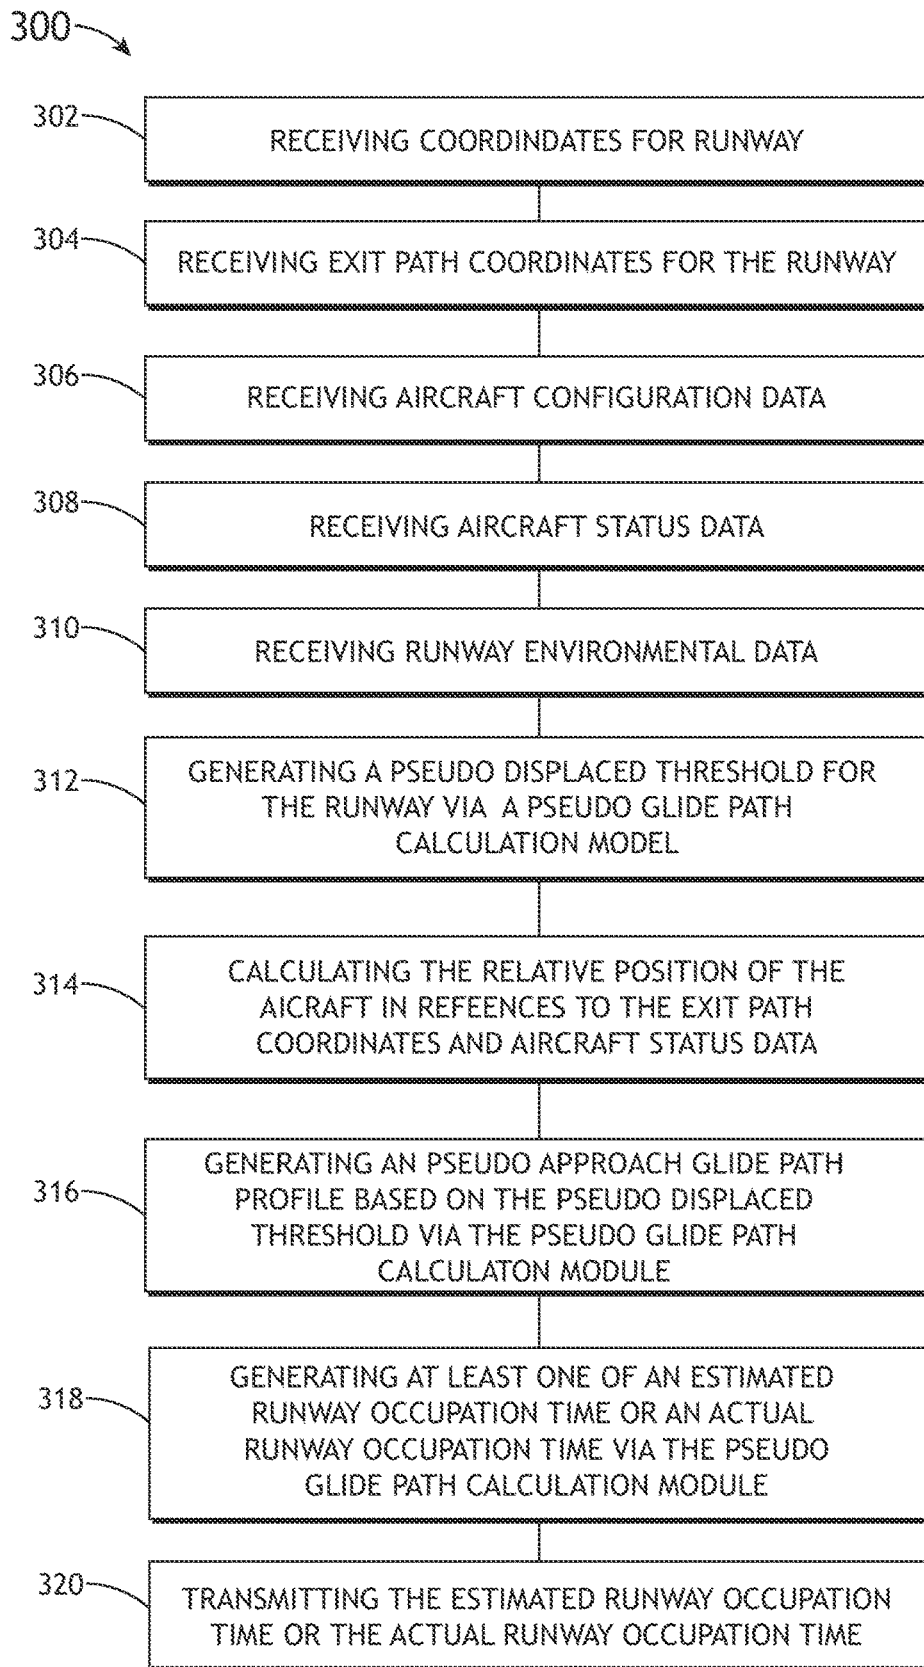 300
302
RECEIVING COORDINDATES FOR RUNWAY
304
RECEIVING EXIT PATH COORDINATES FOR THE RUNWAY
306
RECEIVING AIRCRAFT CONFIGURATION DATA
308
RECEIVING AIRCRAFT STATUS DATA
310
RECEIVING RUNWAY ENVIRONMENTAL DATA
312
GENERATING A PSEUDO DISPLACED THRESHOLD FOR
THE RUNWAY VIA A PSEUDO GLIDE PATH
CALCULATION MODEL
314
CALCULATING THE RELATIVE POSITION OF THE
AICRAFT IN REFEENCES TO THE EXIT PATH
COORDINATES AND AIRCRAFT STATUS DATA
316
GENERATING AN PSEUDO APPROACH GLIDE PATH
PROFILE BASED ON THE PSEUDO DISPLACED
THRESHOLD VIA THE PSEUDO GLIDE PATH
CALCULATON MODULE
318
GENERATING AT LEAST ONE OF AN ESTIMATED
RUNWAY OCCUPATION TIME OR AN ACTUAL
RUNWAY OCCUPATION TIME VIA THE PSEUDO
GLIDE PATH CALCULATION MODULE
320
TRANSMITTING THE ESTIMATED RUNWAY OCCUPATION
TIME OR THE ACTUAL RUNWAY OCCUPATION TIME